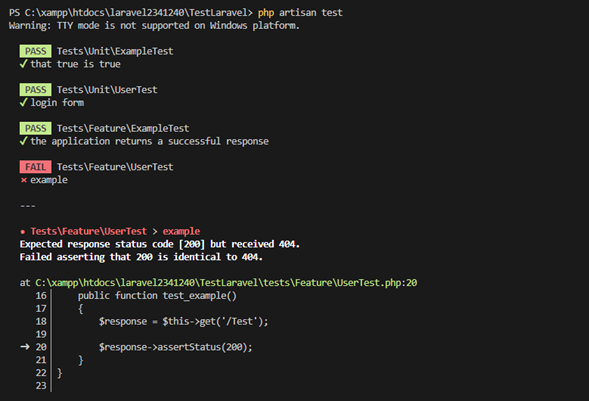 PS C:\xampp\htdocs\laravel2341240\TestLaravel> php artisan test
Warning: TTY mode is not supported on Windows platform.
PASS Tests\Unit\ExampleTest
✓ that true is true
PASS Tests\Unit\UserTest
✓ login form
PASS Tests\Feature\ExampleTest
✓ the application returns a successful response
FAIL Tests\Feature\UserTest
⨯ example
---
• Tests\Feature\UserTest > example
Expected response status code [200] but received 404.
Failed asserting that 200 is identical to 404.
at C:\xampp\htdocs\laravel2341240\TestLaravel\tests\Feature\UserTest.php:20
16| public function test_example()
17| {
18| $response = $this->get('/Test');
19|
➜ 20| $response->assertStatus(200);
21| }
22| }
23|